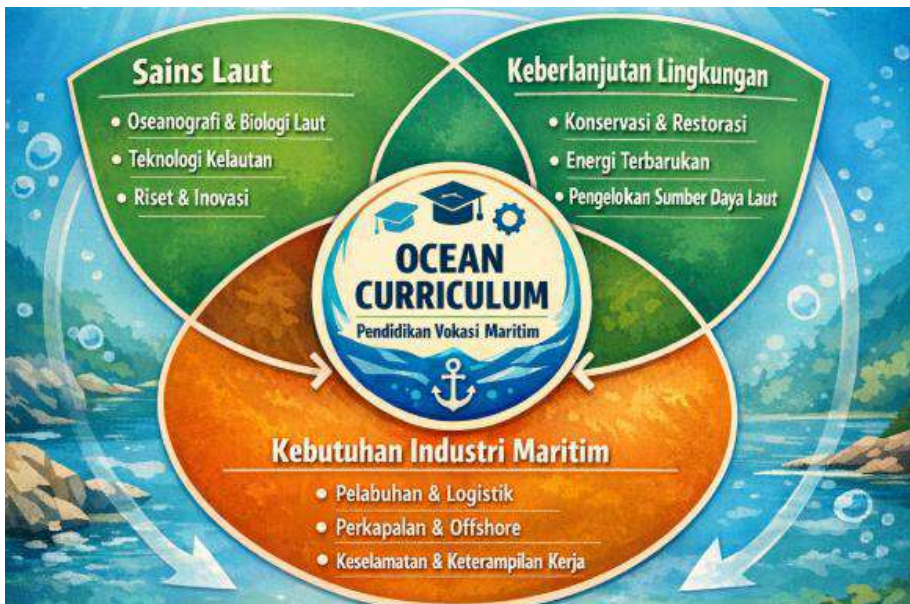 Sains Laut
• Oseanografi & Biologi Laut
• Teknologi Kelautan
• Riset & Inovasi
Keberlanjutan Lingkungan
• Konservasi & Restorasi
• Energi Terbarukan
• Pengelokan Sumber Daya Laut
OCEAN
CURRICULUM
Pendidikan Vokasi Maritim
Kebutuhan Industri Maritim
• Pelabuhan & Logistik
• Perkapalan & Offshore
• Keselamatan & Keterampilan Kerja